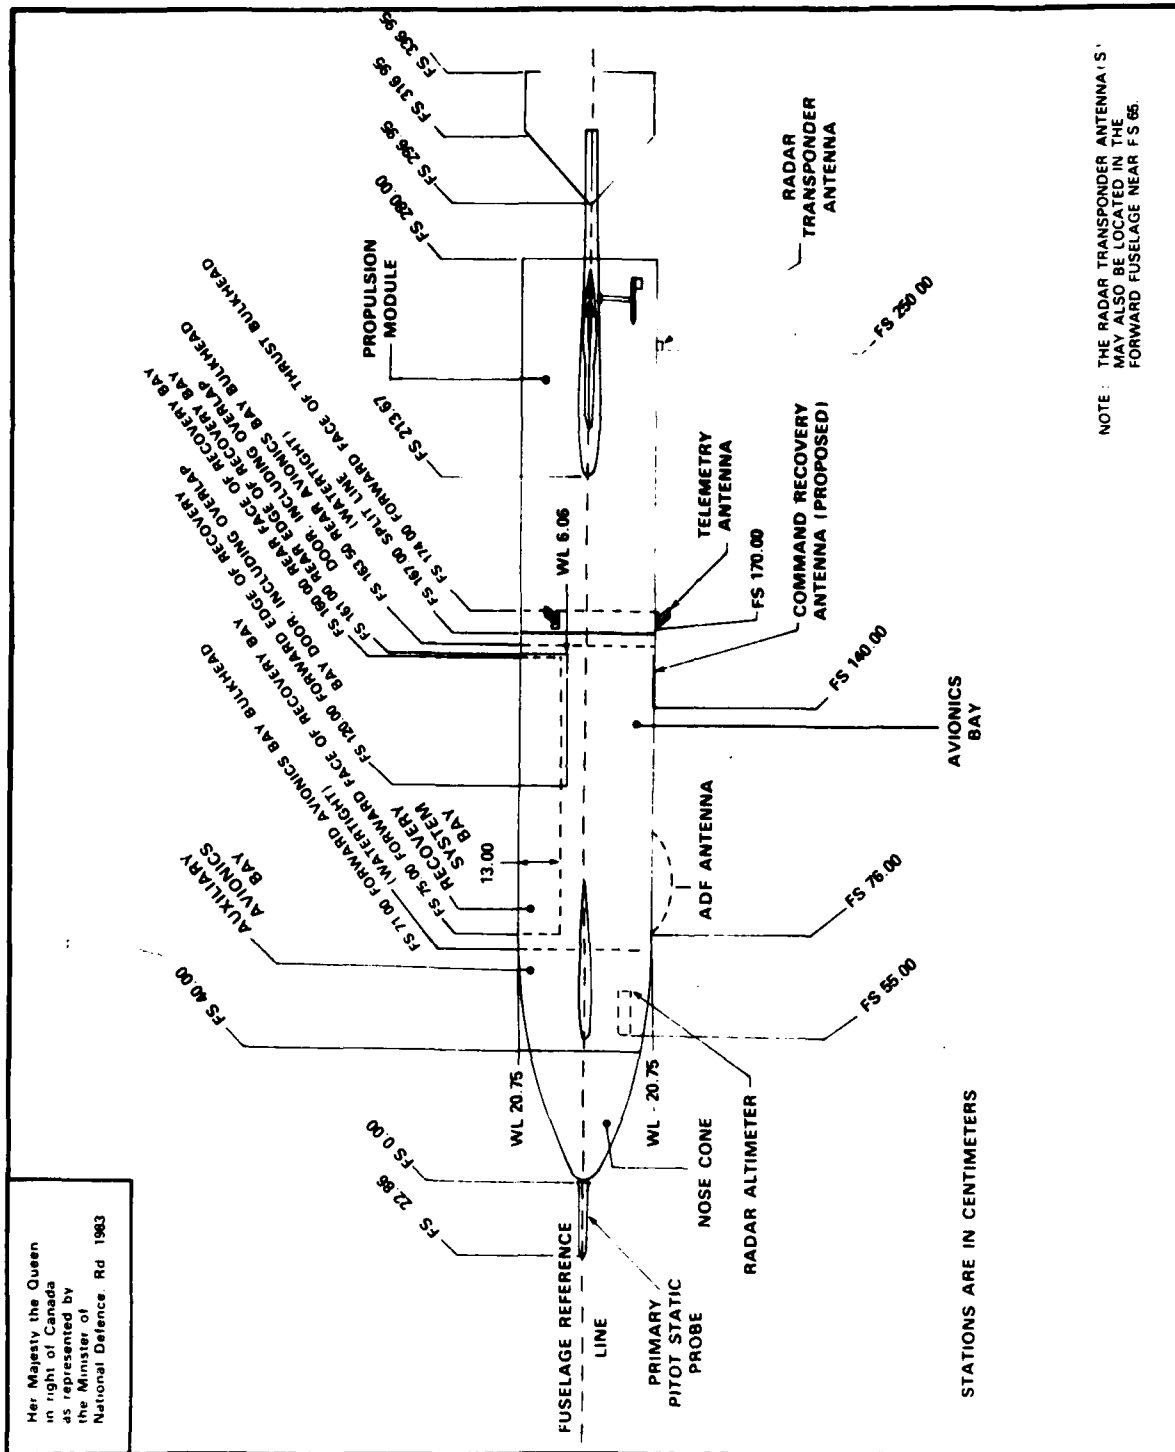 Her Majesty the Queen
in right of Canada
as represented by
the Minister of
National Defence. Rd 1983
FS 22.86
FS 0.00
FS 40.00
AUXILIARY
AVIONICS
BAY
FS 71 00 FORWARD AVIONICS BAY BULKHEAD
(WATERTIGHT)
FS 75.00 FORWARD FACE OF RECOVERY BAY
RECOVERY
SYSTEM
BAY
FS 120.00 FORWARD EDGE OF RECOVERY
BAY DOOR, INCLUDING OVERLAP
FS 160 00 REAR FACE OF RECOVERY BAY
FS 161 00 REAR EDGE OF RECOVERY BAY
DOOR, INCLUDING OVERLAP
FS 163 50 REAR AVIONICS BAY BULKHEAD
(WATERTIGHT)
FS 167.00 SPLIT LINE
FS 174 00 FORWARD FACE OF THRUST BULKHEAD
FS 213.67
PROPULSION
MODULE
FS 280.00
FS 296 95
FS 316 95
FS 336 95
WL 20.75
13.00
WL 6.06
FUSELAGE REFERENCE
LINE
WL - 20.75
PRIMARY
PITOT STATIC
PROBE
NOSE CONE
RADAR ALTIMETER
FS 55.00
FS 76.00
ADF ANTENNA
AVIONICS
BAY
FS 140.00
COMMAND RECOVERY
ANTENNA (PROPOSED)
FS 170.00
TELEMETRY
ANTENNA
FS 250 00
RADAR
TRANSPONDER
ANTENNA
STATIONS ARE IN CENTIMETERS
NOTE : THE RADAR TRANSPONDER ANTENNA(S)
MAY ALSO BE LOCATED IN THE
FORWARD FUSELAGE NEAR FS 65.